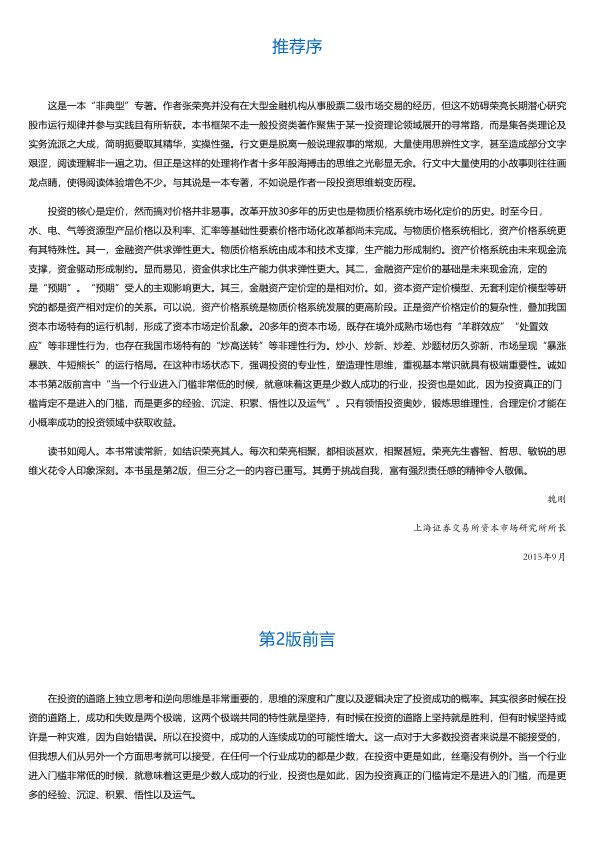 推荐序
这是一本“非典型”专著。作者张荣亮并没有在大型金融机构从事股票二级市场交易的经历，但这不妨碍荣亮长期潜心研究
股市运行规律并参与实践且有所斩获。本书框架不走一般投资类著作聚焦于某一投资理论领域展开的寻常路，而是集各类理论及
实务流派之大成，简明扼要取其精华，实操性强。行文更是脱离一般说理叙事的常规，大量使用思辨性文字，甚至造成部分文字
艰涩，阅读理解非一遍之功。但正是这样的处理将作者十多年股海搏击的思维之光彰显无余。行文中大量使用的小故事则往往画
龙点睛，使得阅读体验增色不少。与其说是一本专著，不如说是作者一段投资思维蜕变历程。
投资的核心是定价，然而搞对价格并非易事。改革开放30多年的历史也是物质价格系统市场化定价的历史。时至今日，
水、电、气等资源型产品价格以及利率、汇率等基础性要素价格市场化改革都尚未完成。与物质价格系统相比，资产价格系统更
有其特殊性。其一，金融资产供求弹性更大。物质价格系统由成本和技术支撑，生产能力形成制约。资产价格系统由未来现金流
支撑，资金驱动形成制约。显而易见，资金供求比生产能力供求弹性更大。其二，金融资产定价的基础是未来现金流，定的
是“预期”。“预期”受人的主观影响更大。其三，金融资产定价定的是相对价。如，资本资产定价模型、无套利定价模型等研
究的都是资产相对定价的关系。可以说，资产价格系统是物质价格系统发展的更高阶段。正是资产价格定价的复杂性，叠加我国
资本市场特有的运行机制，形成了资本市场定价乱象。20多年的资本市场，既存在境外成熟市场也有“羊群效应”“处置效
应”等非理性行为，也存在我国市场特有的“炒高送转”等非理性行为。炒小、炒新、炒差、炒题材历久弥新，市场呈现“暴涨
暴跌、牛短熊长”的运行格局。在这种市场状态下，强调投资的专业性，塑造理性思维，重视基本常识就具有极端重要性。诚如
本书第2版前言中“当一个行业进入门槛非常低的时候，就意味着这更是少数人成功的行业，投资也是如此，因为投资真正的门
槛肯定不是进入的门槛，而是更多的经验、沉淀、积累、悟性以及运气”。只有领悟投资奥妙，锻炼思维理性，合理定价才能在
小概率成功的投资领域中获取收益。
读书如阅人。本书常读常新，如结识荣亮其人。每次和荣亮相聚，都相谈甚欢，相聚甚短。荣亮先生睿智、哲思、敏锐的思
维火花令人印象深刻。本书虽是第2版，但三分之一的内容已重写。其勇于挑战自我，富有强烈责任感的精神令人敬佩。
魏刚
上海证券交易所资本市场研究所所长
2015年9月
第2版前言
在投资的道路上独立思考和逆向思维是非常重要的，思维的深度和广度以及逻辑决定了投资成功的概率。其实很多时候在投
资的道路上，成功和失败是两个极端，这两个极端共同的特性就是坚持，有时候在投资的道路上坚持就是胜利，但有时候坚持或
许是一种灾难，因为自始错误。所以在投资中，成功的人连续成功的可能性增大。这一点对于大多数投资者来说是不能接受的，
但我想人们从另外一个方面思考就可以接受，在任何一个行业成功的都是少数，在投资中更是如此，丝毫没有例外。当一个行业
进入门槛非常低的时候，就意味着这更是少数人成功的行业，投资也是如此，因为投资真正的门槛肯定不是进入的门槛，而是更
多的经验、沉淀、积累、悟性以及运气。